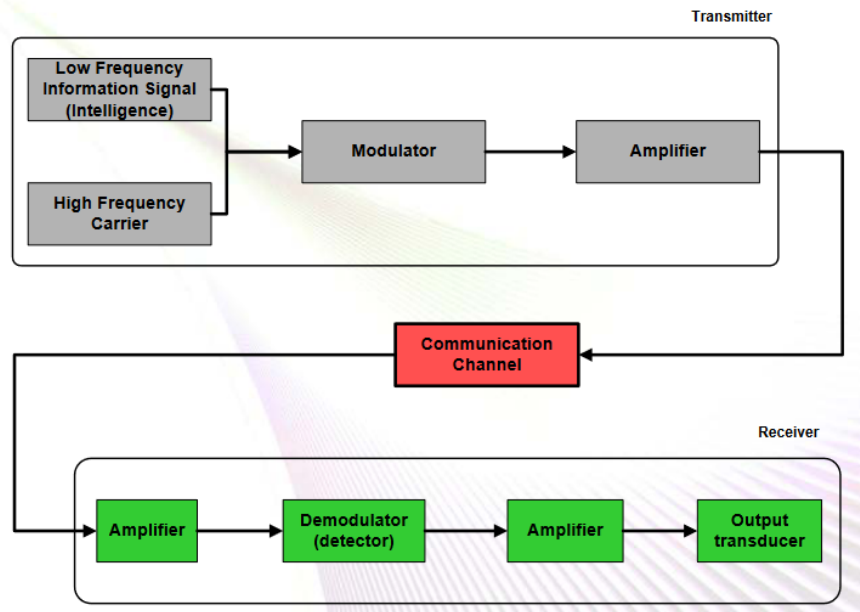 Transmitter
Low Frequency
Information Signal
(Intelligence)
Modulator
Amplifier
High Frequency
Carrier
Communication
Channel
Receiver
Amplifier
Demodulator
(detector)
Amplifier
Output
transducer